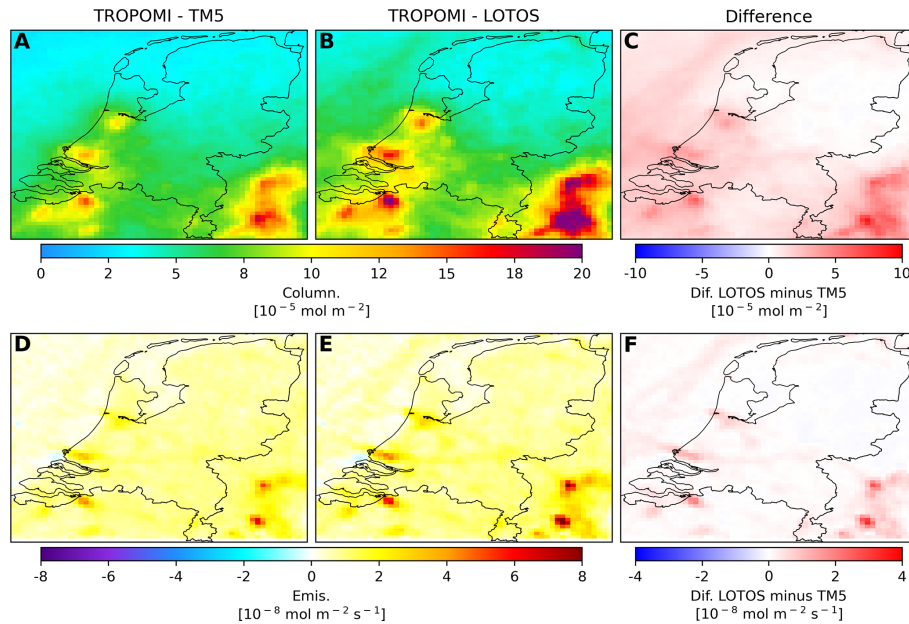 TROPOMI - TM5 TROPOMI - LOTOS Difference
A B C
0 2 5 8 10 12 15 18 20 -10 -5 0 5 10
Column. Dif. LOTOS minus TM5
[10⁻⁵ mol m⁻²] [10⁻⁵ mol m⁻²]
D E F
-8 -6 -4 -2 0 2 4 6 8 -4 -2 0 2 4
Emis. Dif. LOTOS minus TM5
[10⁻⁸ mol m⁻² s⁻¹] [10⁻⁸ mol m⁻² s⁻¹]